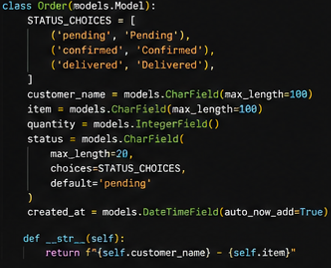 class Order(models.Model):
    STATUS_CHOICES = [
        ('pending', 'Pending'),
        ('confirmed', 'Confirmed'),
        ('delivered', 'Delivered'),
    ]
    customer_name = models.CharField(max_length=100)
    item = models.CharField(max_length=100)
    quantity = models.IntegerField()
    status = models.CharField(
        max_length=20,
        choices=STATUS_CHOICES,
        default='pending'
    )
    created_at = models.DateTimeField(auto_now_add=True)
    def __str__(self):
        return f"{self.customer_name} - {self.item}"